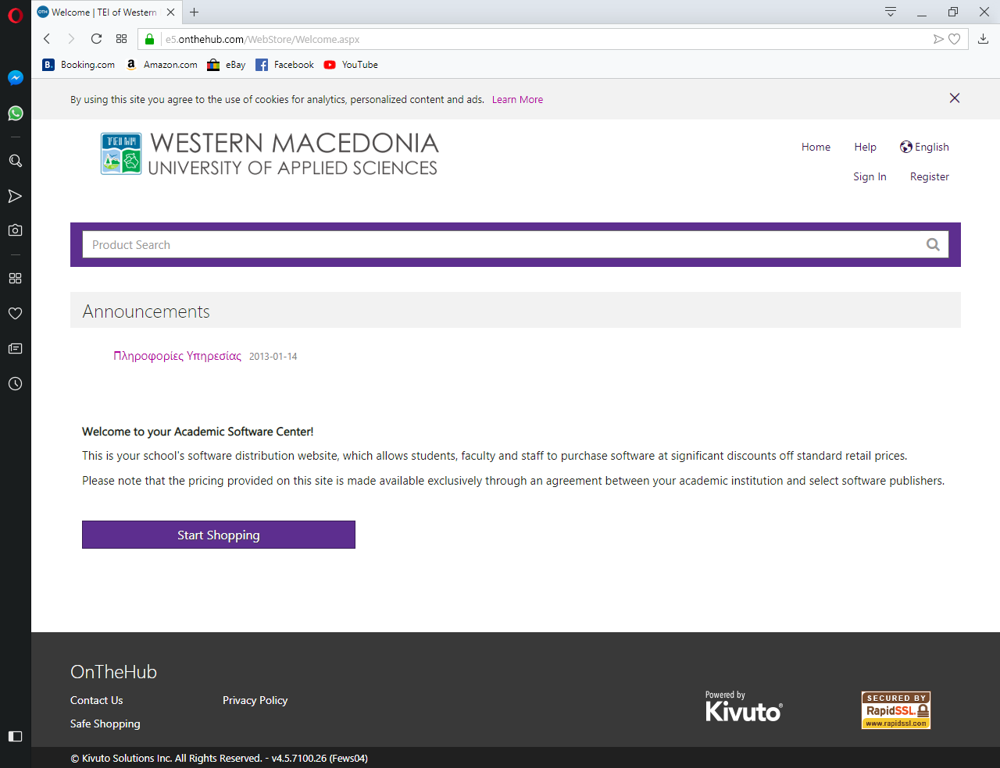 Welcome | TEI of Western
e5.onthehub.com/WebStore/Welcome.aspx
Booking.com
Amazon.com
eBay
Facebook
YouTube
By using this site you agree to the use of cookies for analytics, personalized content and ads. Learn More
TEI WM
WESTERN MACEDONIA
UNIVERSITY OF APPLIED SCIENCES
Home
Help
English
Sign In
Register
Product Search
Announcements
Πληροφορίες Υπηρεσίας 2013-01-14
Welcome to your Academic Software Center!
This is your school's software distribution website, which allows students, faculty and staff to purchase software at significant discounts off standard retail prices.
Please note that the pricing provided on this site is made available exclusively through an agreement between your academic institution and select software publishers.
Start Shopping
OnTheHub
Contact Us
Privacy Policy
Safe Shopping
Powered by
Kivuto®
SECURED BY
RapidSSL.
www.rapidssl.com
© Kivuto Solutions Inc. All Rights Reserved. - v4.5.7100.26 (Fews04)